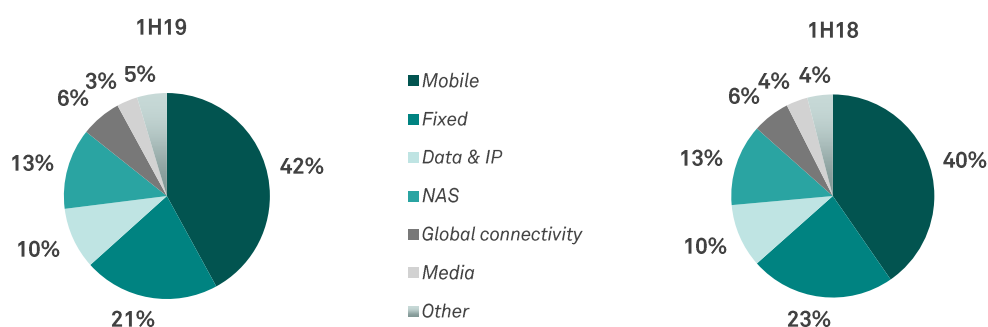 1H19
42%
21%
10%
13%
6%
3%
5%
Mobile
Fixed
Data & IP
NAS
Global connectivity
Media
Other
1H18
40%
23%
10%
13%
6%
4%
4%